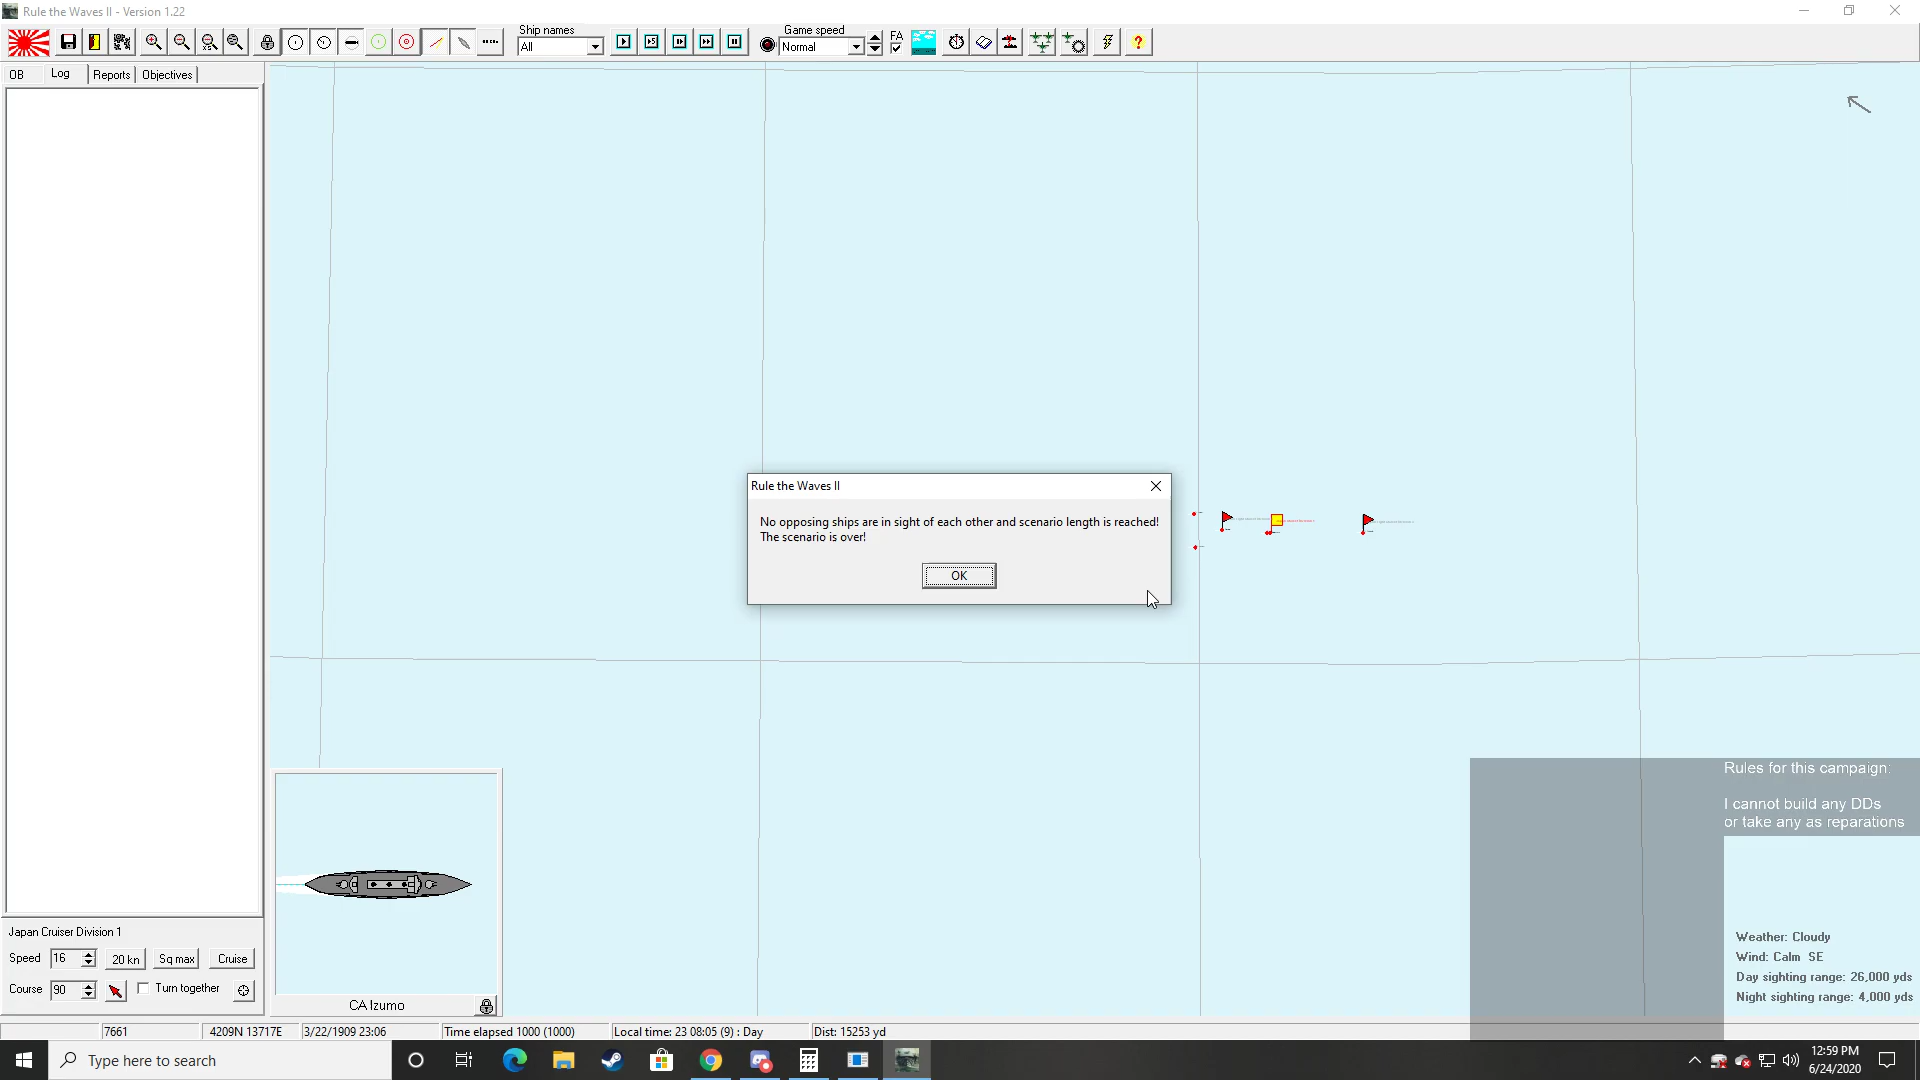 Rule the Waves II - Version 1.22
Ship names
All
Game speed
Normal
FA
OB
Log
Reports
Objectives
Rule the Waves II
No opposing ships are in sight of each other and scenario length is reached!
The scenario is over!
OK
Rules for this campaign:
I cannot build any DDs
or take any as reparations
Weather: Cloudy
Wind: Calm SE
Day sighting range: 26,000 yds
Night sighting range: 4,000 yds
Japan Cruiser Division 1
Speed
16
20 kn
Sq max
Cruise
Course
90
Turn together
CA Izumo
7661
4209N 13717E
3/22/1909 23:06
Time elapsed 1000 (1000)
Local time: 23 08:05 (9) : Day
Dist: 15253 yd
Type here to search
12:59 PM
6/24/2020